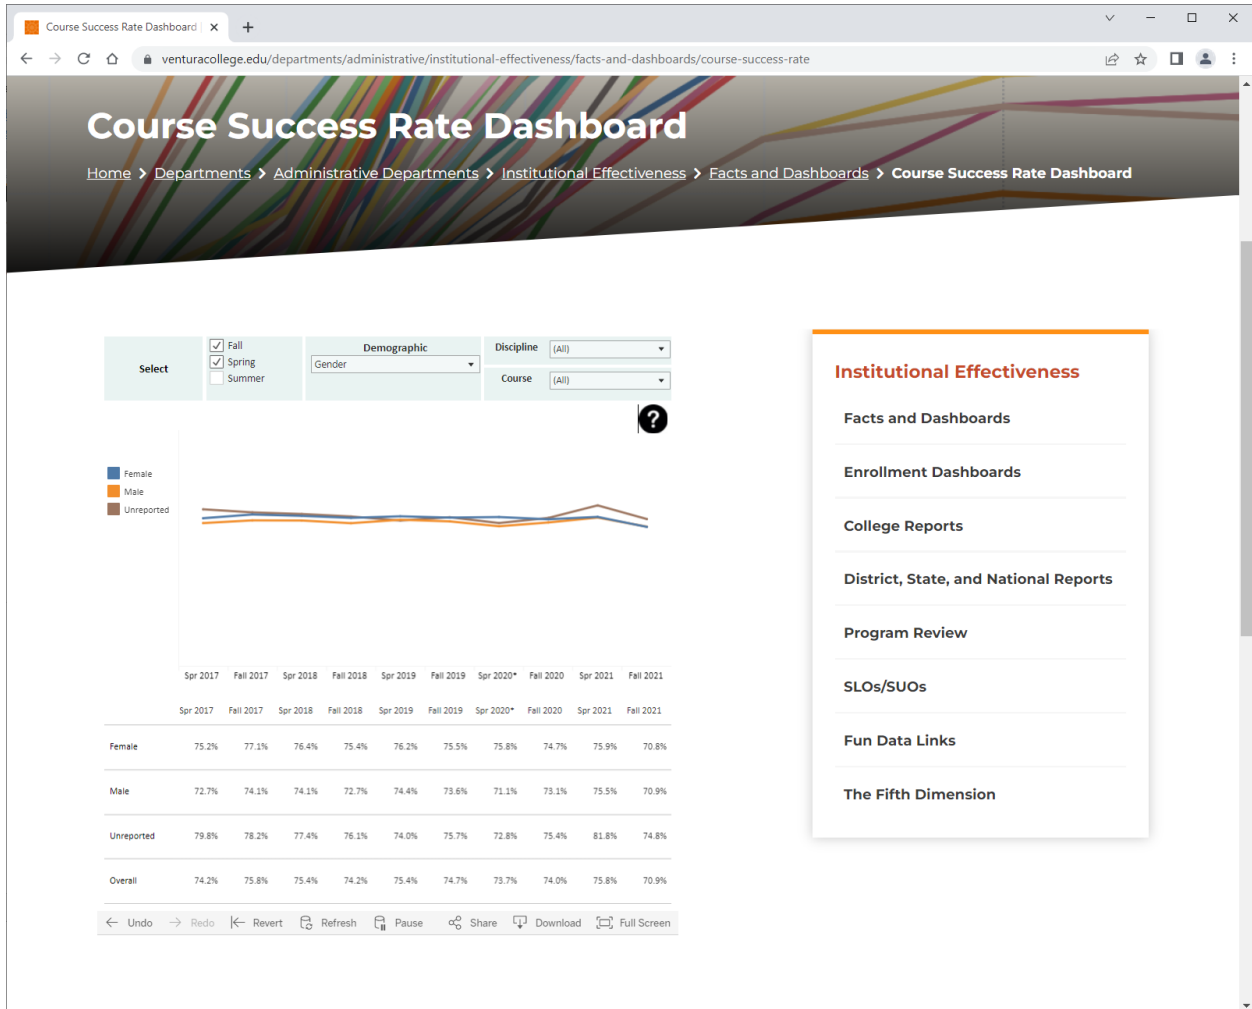 Course Success Rate Dashboard |
venturacollege.edu/departments/administrative/institutional-effectiveness/facts-and-dashboards/course-success-rate
Course Success Rate Dashboard
Home > Departments > Administrative Departments > Institutional Effectiveness > Facts and Dashboards > Course Success Rate Dashboard
Select
Fall
Spring
Summer
Demographic
Gender
Discipline (All)
Course (All)
?
Female
Male
Unreported
Spr 2017 Fall 2017 Spr 2018 Fall 2018 Spr 2019 Fall 2019 Spr 2020* Fall 2020 Spr 2021 Fall 2021
Spr 2017 Fall 2017 Spr 2018 Fall 2018 Spr 2019 Fall 2019 Spr 2020* Fall 2020 Spr 2021 Fall 2021
Female 75.2% 77.1% 76.4% 75.4% 76.2% 75.5% 75.8% 74.7% 75.9% 70.8%
Male 72.7% 74.1% 74.1% 72.7% 74.4% 73.6% 71.1% 73.1% 75.5% 70.9%
Unreported 79.8% 78.2% 77.4% 76.1% 74.0% 75.7% 72.8% 75.4% 81.8% 74.8%
Overall 74.2% 75.8% 75.4% 74.2% 75.4% 74.7% 73.7% 74.0% 75.8% 70.9%
Undo Redo Revert Refresh Pause Share Download Full Screen
Institutional Effectiveness
Facts and Dashboards
Enrollment Dashboards
College Reports
District, State, and National Reports
Program Review
SLOs/SUOs
Fun Data Links
The Fifth Dimension